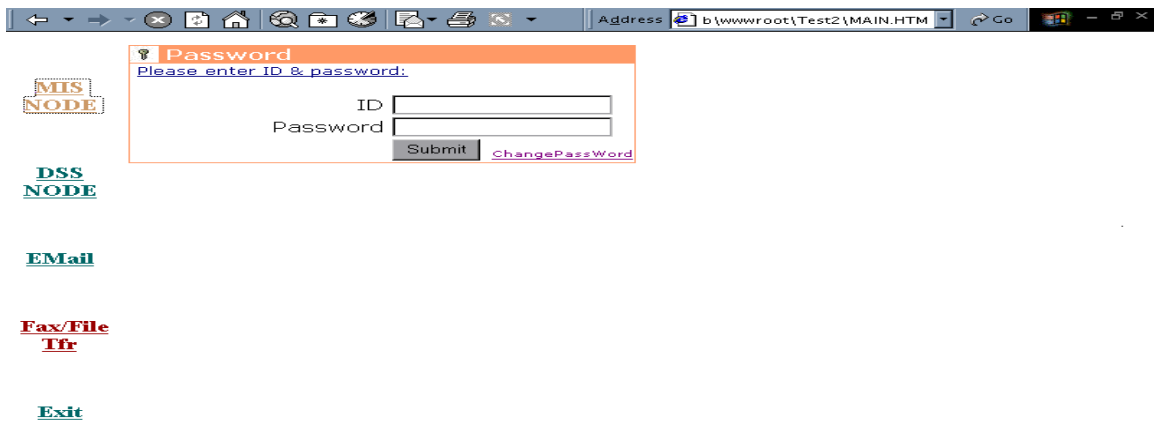 Address b\wwwroot\Test2\MAIN.HTM Go
Password
Please enter ID & password:
ID
Password
Submit ChangePassWord
MIS
NODE
DSS
NODE
EMail
Fax/File
Tfr
Exit